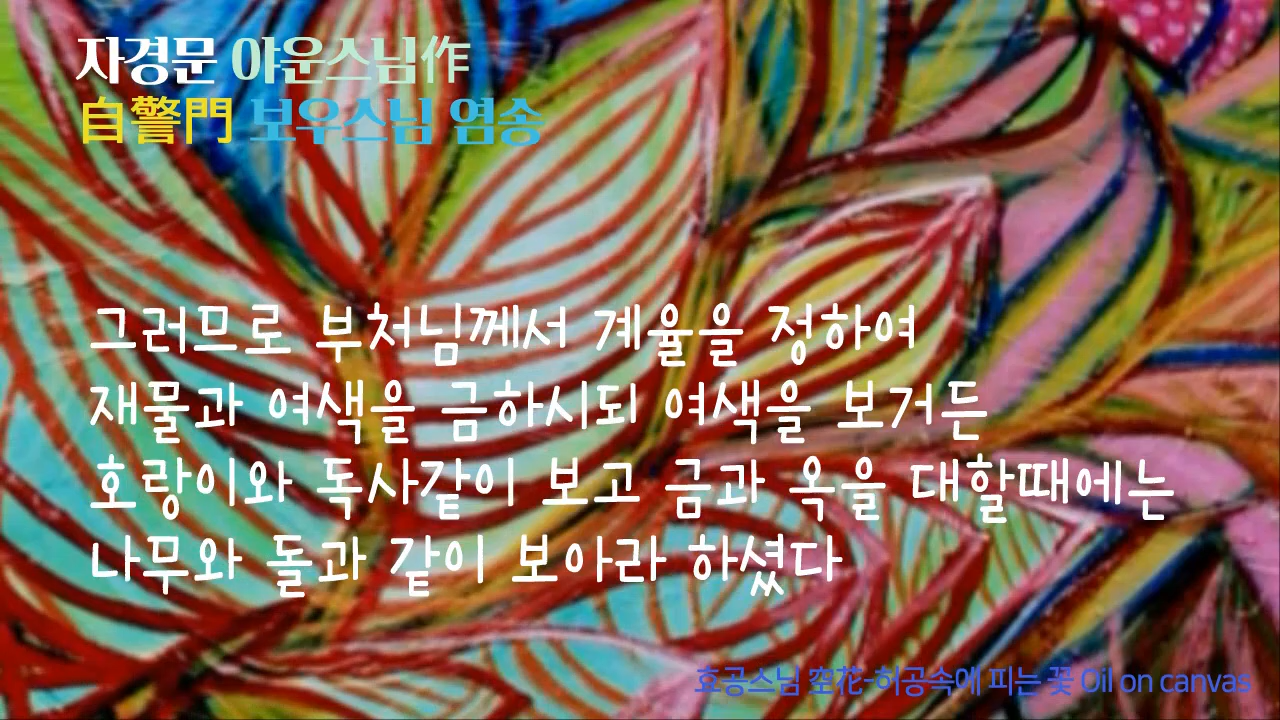 자경문 야운스님作
自警門 보우스님 염송
그러므로 부처님께서 계율을 정하여
재물과 여색을 금하시되 여색을 보거든
호랑이와 독사같이 보고 금과 옥을 대할때에는
나무와 돌과 같이 보아라 하셨다
효공스님 空花-허공속에 피는 꽃 Oil on canvas